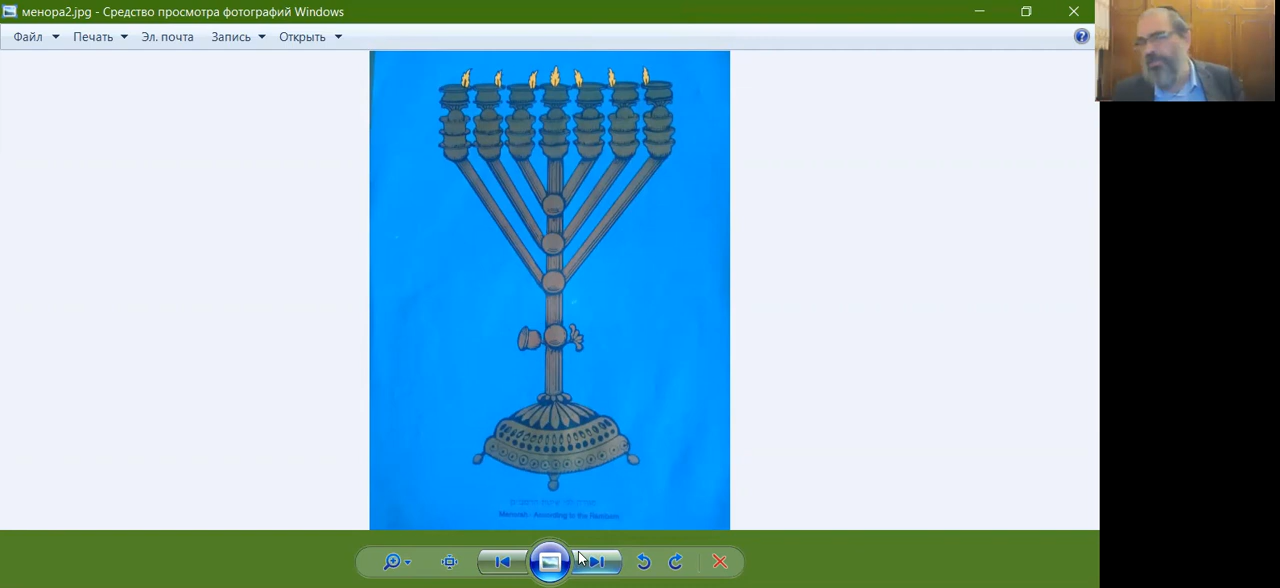 менора2.jpg - Средство просмотра фотографий Windows
Файл Печать Эл. почта Запись Открыть
Menorah - According to the Rambam